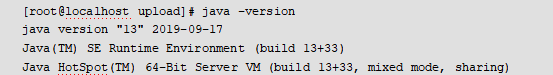 [root@localhost upload]# java -version
java version "13" 2019-09-17
Java(TM) SE Runtime Environment (build 13+33)
Java HotSpot(TM) 64-Bit Server VM (build 13+33, mixed mode, sharing)